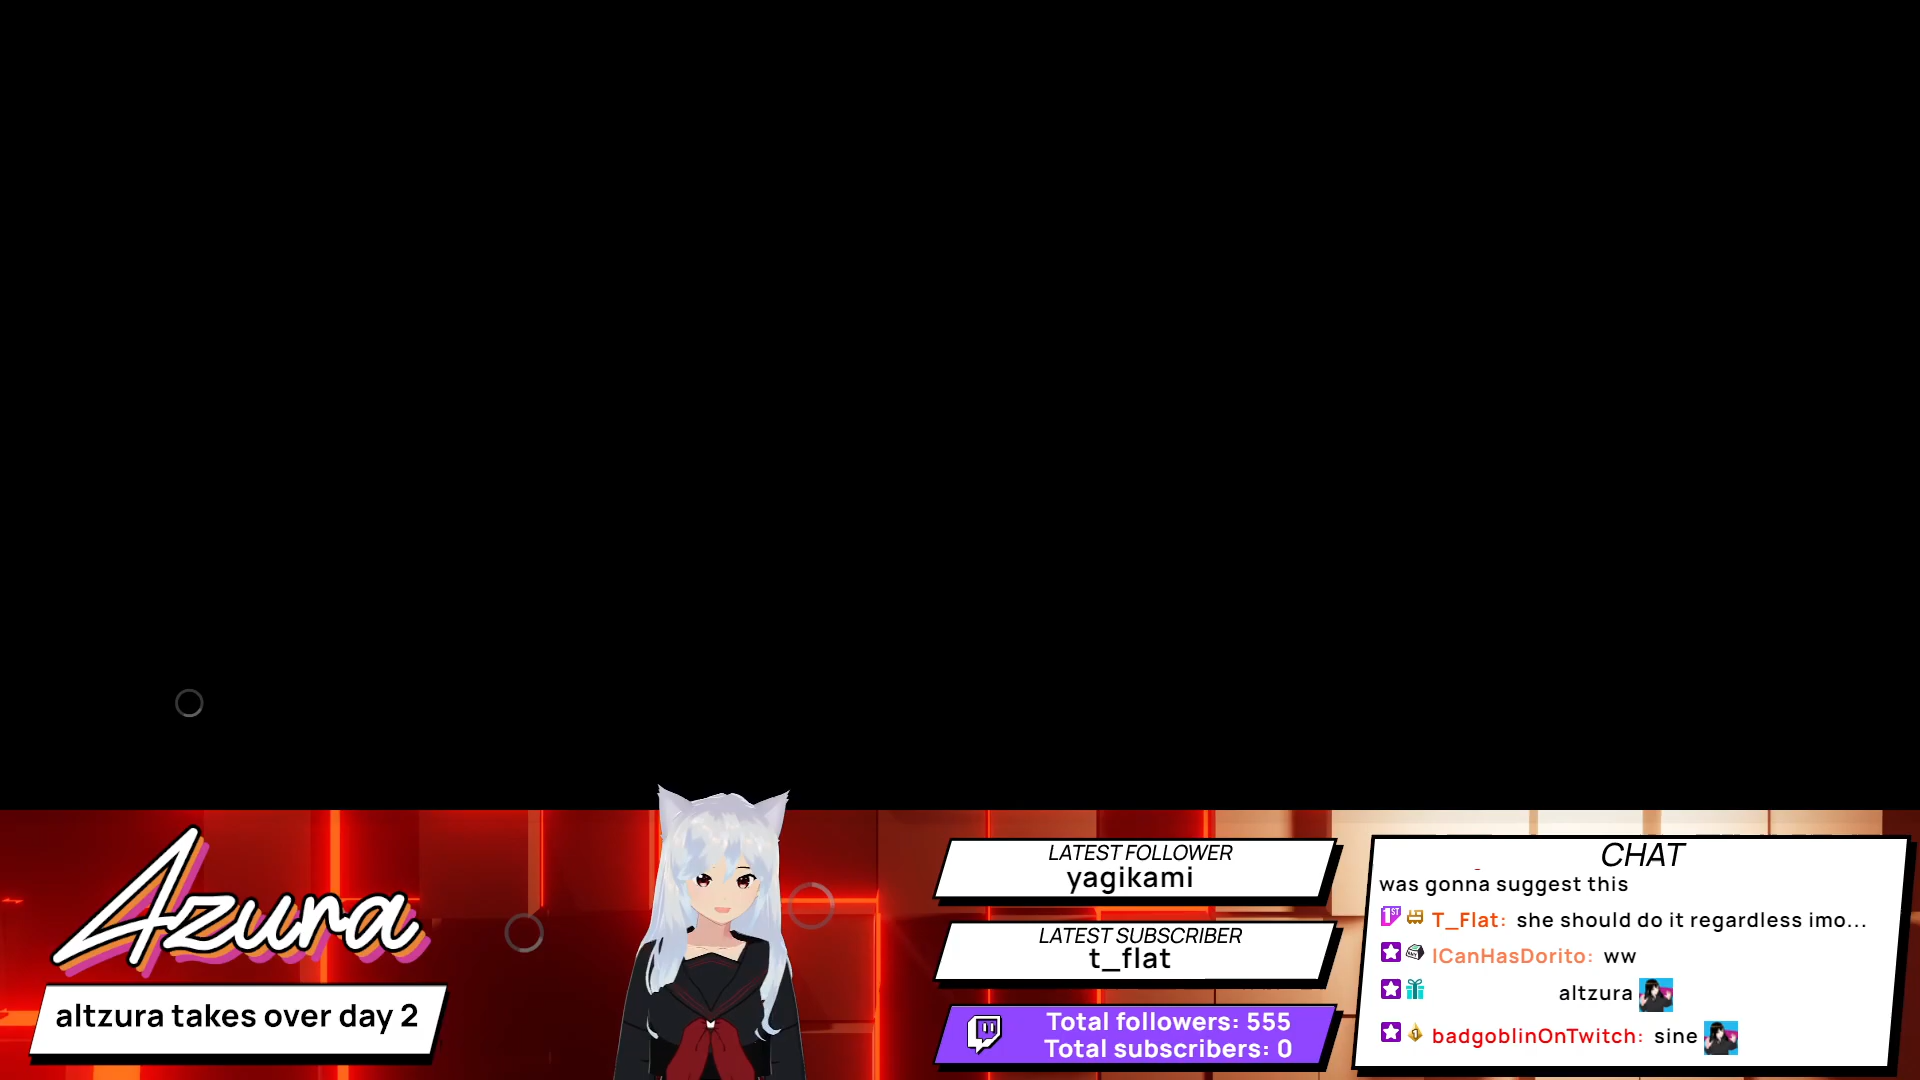 Azura
altzura takes over day 2
LATEST FOLLOWER
yagikami
LATEST SUBSCRIBER
t_flat
Total followers: 555
Total subscribers: 0
CHAT
was gonna suggest this
1ST T_Flat: she should do it regardless imo...
ICanHasDorito: ww
altzura
badgoblinOnTwitch: sine